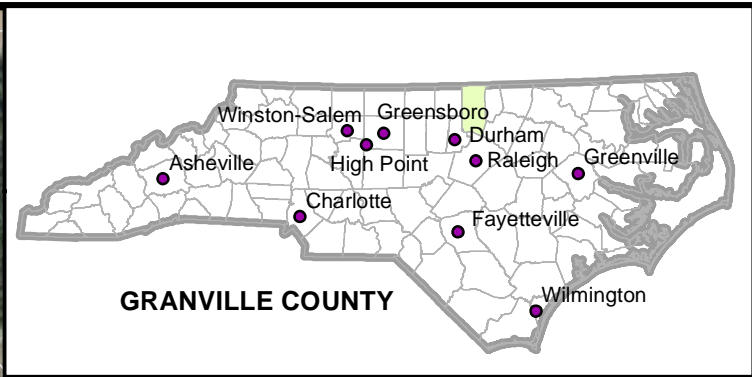 Winston-Salem
Greensboro
Durham
Asheville
High Point
Raleigh
Greenville
Charlotte
Fayetteville
GRANVILLE COUNTY
Wilmington